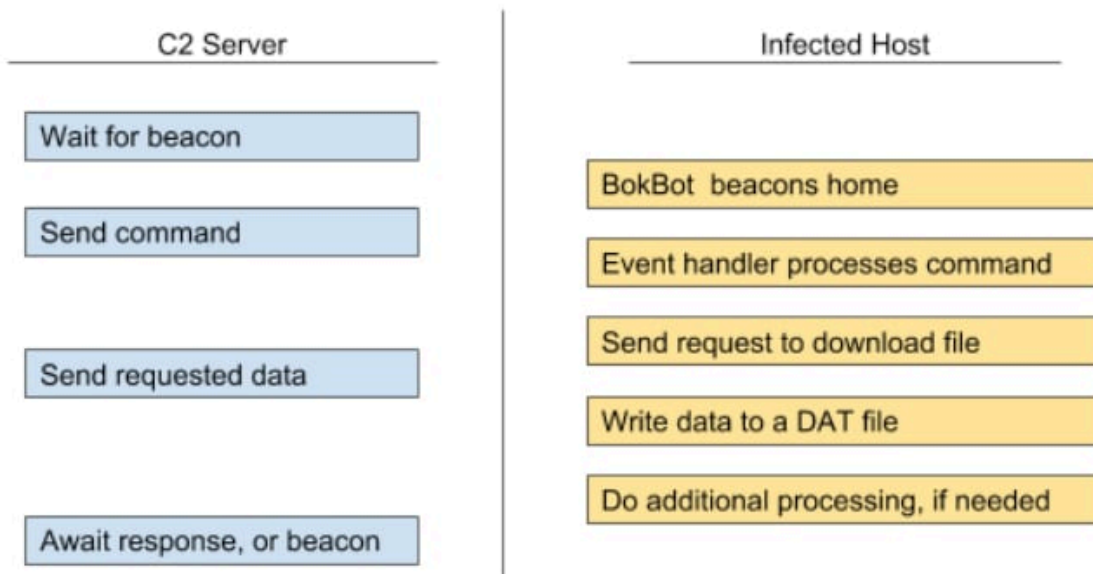 C2 Server
Infected Host
Wait for beacon
BokBot beacons home
Send command
Event handler processes command
Send request to download file
Send requested data
Write data to a DAT file
Do additional processing, if needed
Await response, or beacon